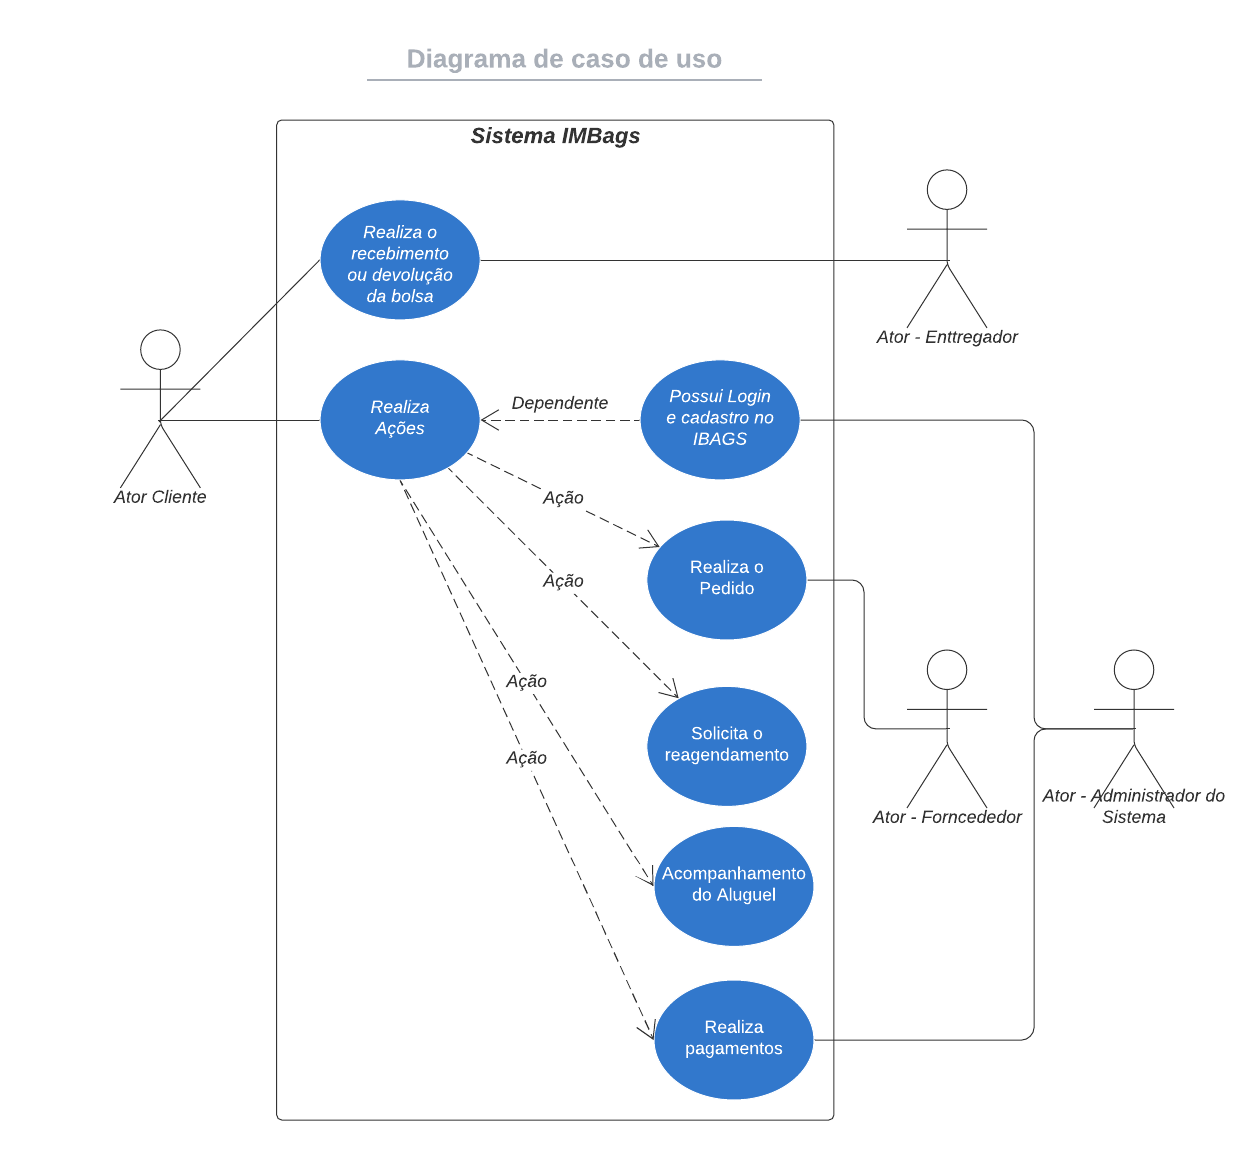 Diagrama de caso de uso
Sistema IMBags
Realiza o
recebimento
ou devolução
da bolsa
Ator - Enttregador
Ator Cliente
Realiza
Ações
Dependente
Possui Login
e cadastro no
IBAGS
Ação
Realiza o
Pedido
Ação
Ação
Solicita o
reagendamento
Ação
Ator - Forncededor
Ator - Administrador do
Sistema
Acompanhamento
do Aluguel
Realiza
pagamentos